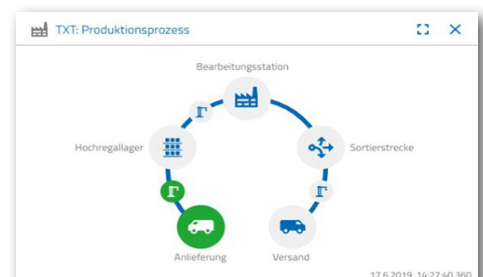 TXT: Produktionsprozess
Bearbeitungsstation
Hochregallager
Sortierstrecke
Anlieferung
Versand
17.6.2019, 14:27:40.360